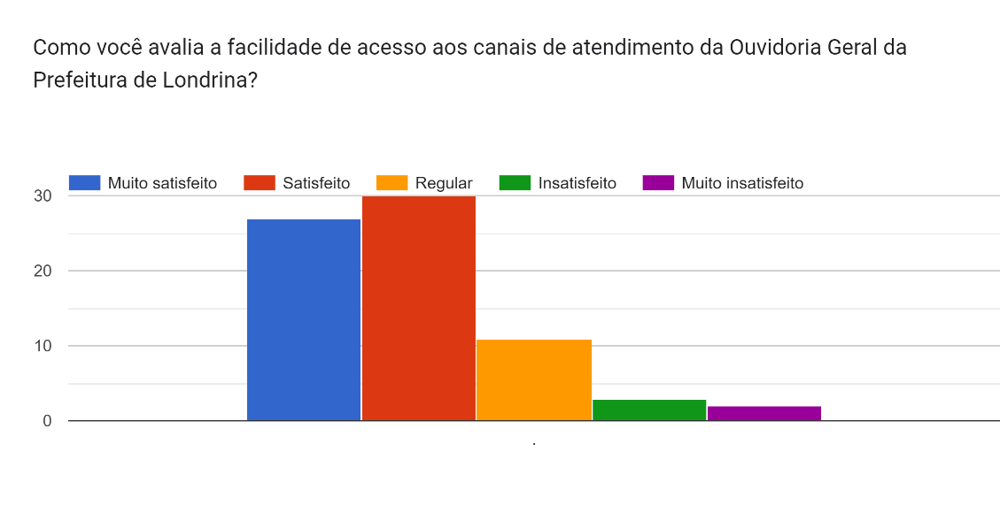 Como você avalia a facilidade de acesso aos canais de atendimento da Ouvidoria Geral da
Prefeitura de Londrina?
Muito satisfeito Satisfeito Regular Insatisfeito Muito insatisfeito
30
20
10
0
.